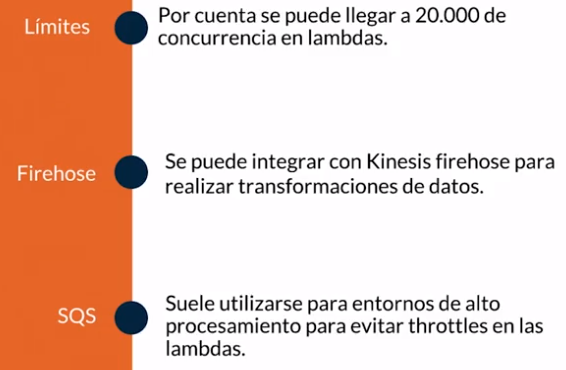 Límites
Por cuenta se puede llegar a 20.000 de
concurrencia en lambdas.
Firehose
Se puede integrar con Kinesis firehose para
realizar transformaciones de datos.
SQS
Suele utilizarse para entornos de alto
procesamiento para evitar throttles en las
lambdas.